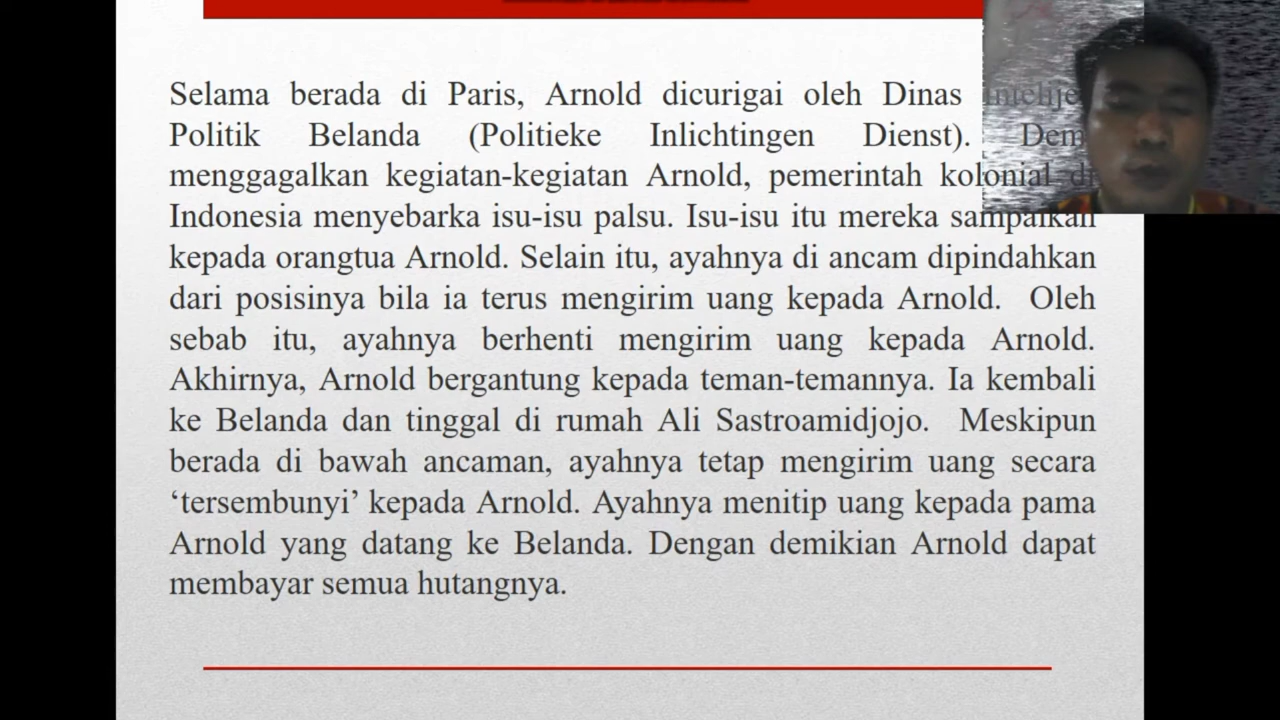 Selama berada di Paris, Arnold dicurigai oleh Dinas Intelije
Politik Belanda (Politieke Inlichtingen Dienst). Dem
menggagalkan kegiatan-kegiatan Arnold, pemerintah kolonial di
Indonesia menyebarka isu-isu palsu. Isu-isu itu mereka sampaikan
kepada orangtua Arnold. Selain itu, ayahnya di ancam dipindahkan
dari posisinya bila ia terus mengirim uang kepada Arnold. Oleh
sebab itu, ayahnya berhenti mengirim uang kepada Arnold.
Akhirnya, Arnold bergantung kepada teman-temannya. Ia kembali
ke Belanda dan tinggal di rumah Ali Sastroamidjojo. Meskipun
berada di bawah ancaman, ayahnya tetap mengirim uang secara
‘tersembunyi’ kepada Arnold. Ayahnya menitip uang kepada pama
Arnold yang datang ke Belanda. Dengan demikian Arnold dapat
membayar semua hutangnya.